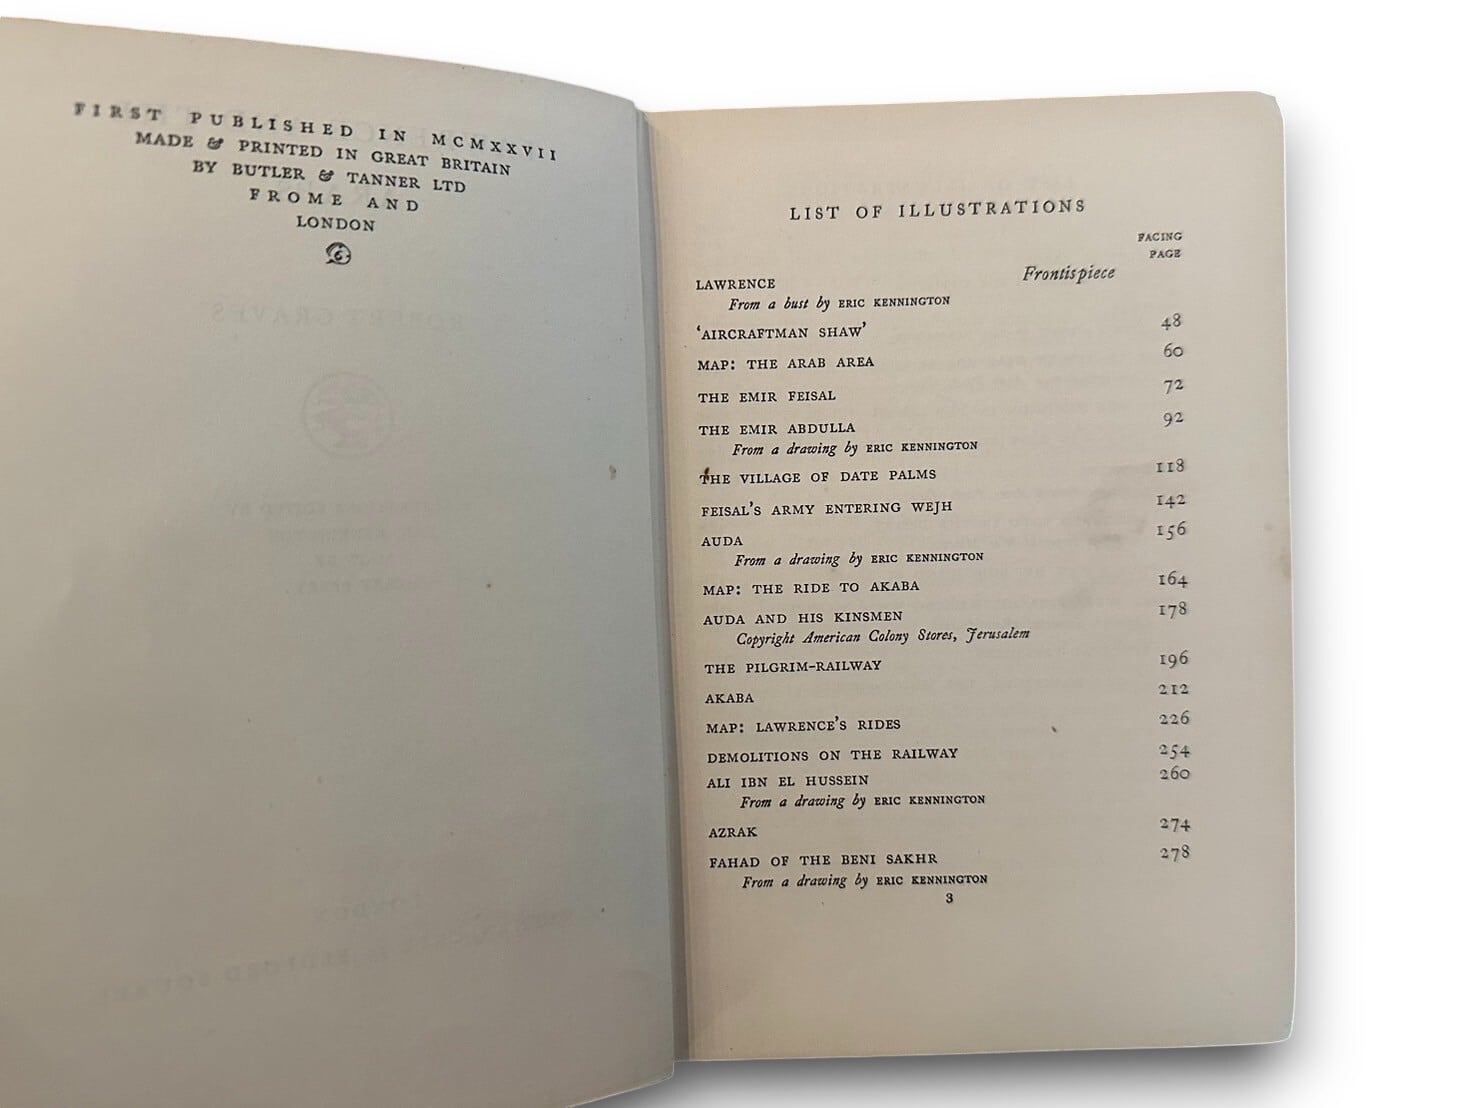 FIRST PUBLISHED IN MCMXXVII
MADE & PRINTED IN GREAT BRITAIN
BY BUTLER & TANNER LTD
FROME AND
LONDON
ROBERT GRAVES
LIST OF ILLUSTRATIONS
FACING
PAGE
LAWRENCE Frontispiece
From a bust by ERIC KENNINGTON
‘AIRCRAFTMAN SHAW’ 48
MAP: THE ARAB AREA 60
THE EMIR FEISAL 72
THE EMIR ABDULLA 92
From a drawing by ERIC KENNINGTON
THE VILLAGE OF DATE PALMS 118
FEISAL’S ARMY ENTERING WEJH 142
AUDA 156
From a drawing by ERIC KENNINGTON
MAP: THE RIDE TO AKABA 164
AUDA AND HIS KINSMEN 178
Copyright American Colony Stores, Jerusalem
THE PILGRIM-RAILWAY 196
AKABA 212
MAP: LAWRENCE’S RIDES 226
DEMOLITIONS ON THE RAILWAY 254
ALI IBN EL HUSSEIN 260
From a drawing by ERIC KENNINGTON
AZRAK 274
FAHAD OF THE BENI SAKHR 278
From a drawing by ERIC KENNINGTON
3